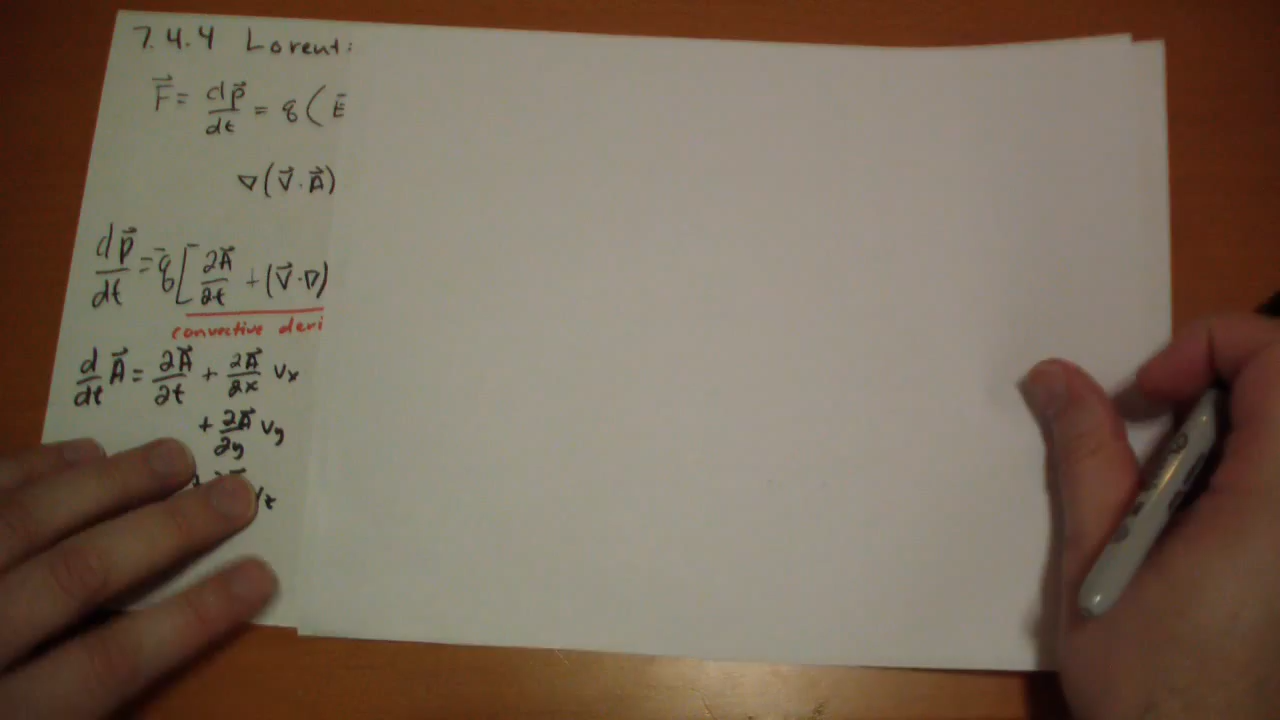 7.4.4 Lorent
F⃗ = dp⃗/dt = q(E
∇(v⃗·A⃗)
dp⃗/dt = -q[∂A⃗/∂t + (v⃗·∇)
convective deri
d/dt A⃗ = ∂A⃗/∂t + ∂A⃗/∂x vx
+ ∂A⃗/∂y vy